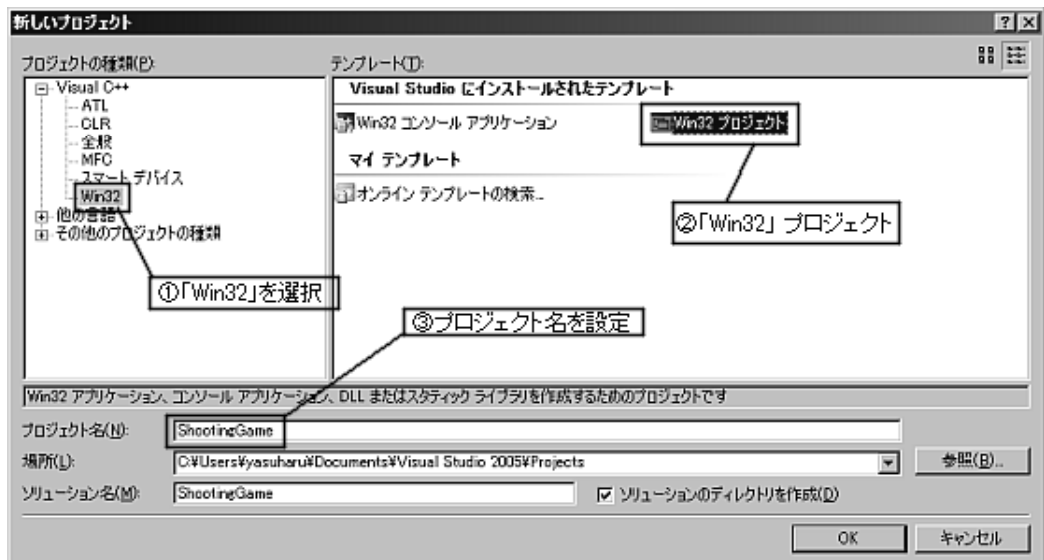 新しいプロジェクト
プロジェクトの種類(P):
テンプレート(T):
Visual C++
ATL
CLR
全般
MFC
スマート デバイス
Win32
他の言語
その他のプロジェクトの種類
Visual Studio にインストールされたテンプレート
Win32 コンソール アプリケーション
Win32 プロジェクト
マイ テンプレート
オンライン テンプレートの検索...
②「Win32」 プロジェクト
①「Win32」を選択
③プロジェクト名を設定
Win32 アプリケーション、コンソール アプリケーション、DLL またはスタティック ライブラリを作成するためのプロジェクトです
プロジェクト名(N):
ShootingGame
場所(L):
C:¥Users¥yasuharu¥Documents¥Visual Studio 2005¥Projects
参照(B)...
ソリューション名(M):
ShootingGame
ソリューションのディレクトリを作成(D)
OK
キャンセル